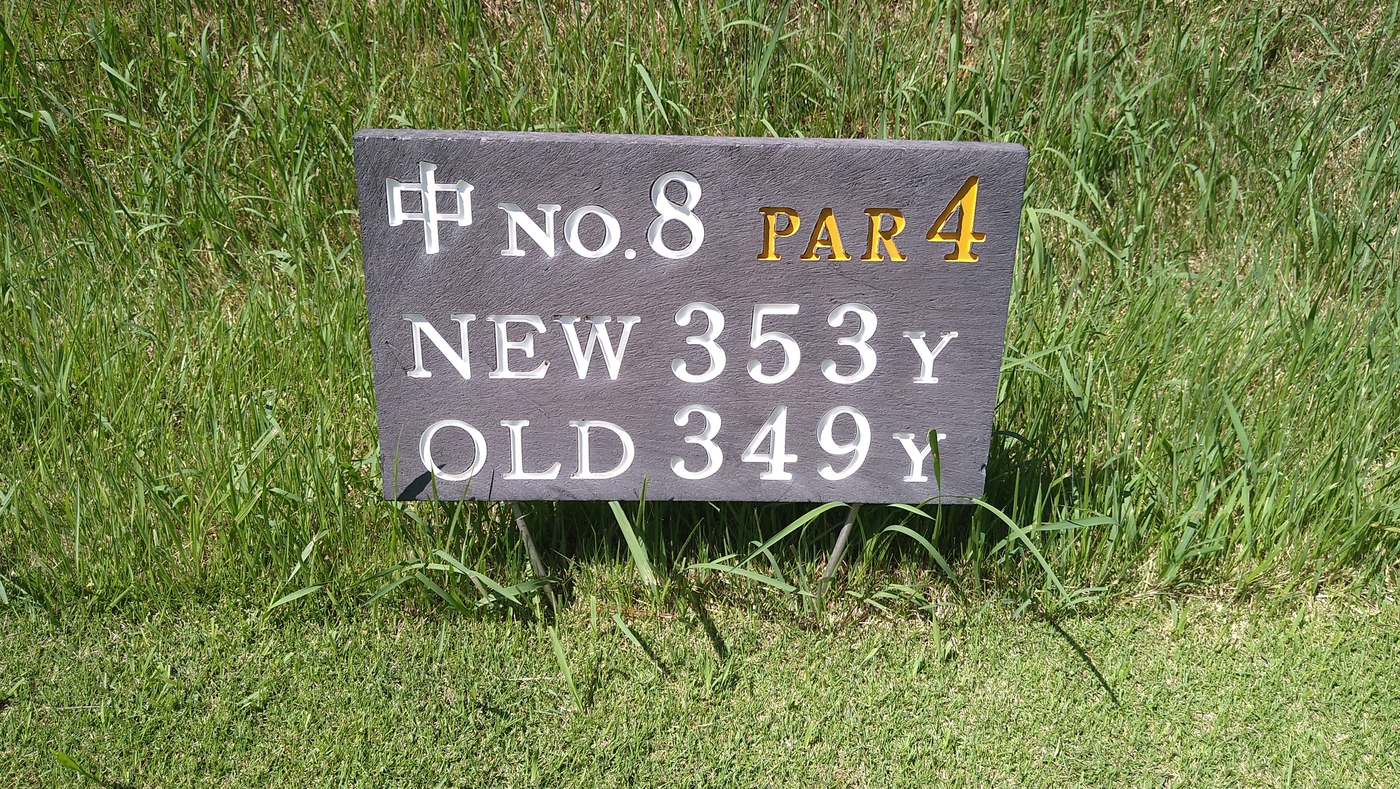 中 NO.8 PAR 4
NEW 353 Y
OLD 349 Y